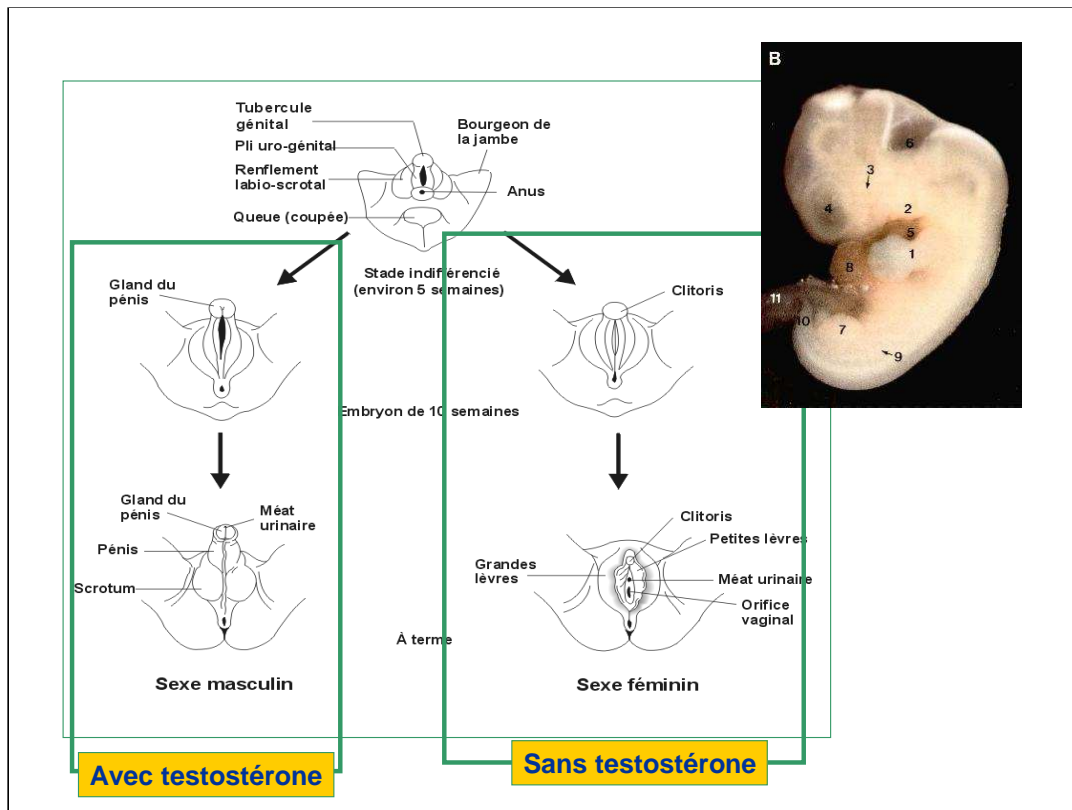 B
Tubercule
génital
Pli uro-génital
Renflement
labio-scrotal
Queue (coupée)
Bourgeon de
la jambe
Anus
6
3
4
2
5
1
8
11
10
7
9
Stade indifférencié
(environ 5 semaines)
Gland du
pénis
Clitoris
Embryon de 10 semaines
Gland du
pénis
Méat
urinaire
Pénis
Scrotum
Clitoris
Petites lèvres
Grandes
lèvres
Méat urinaire
Orifice
vaginal
À terme
Sexe masculin
Sexe féminin
Avec testostérone
Sans testostérone